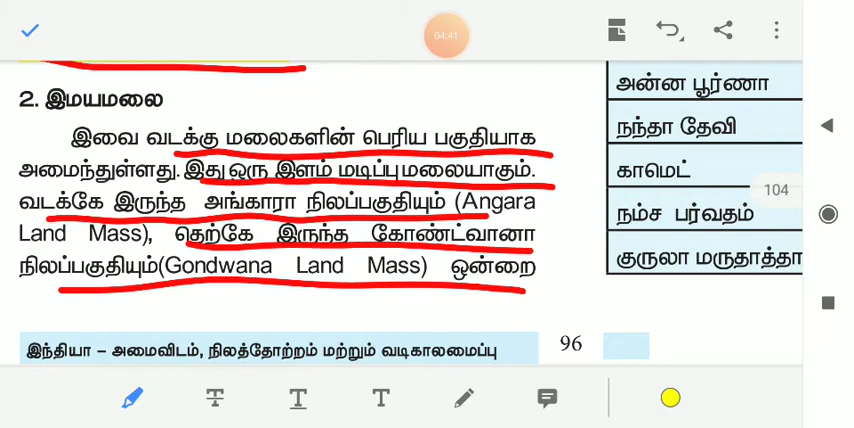 04:41
2. இமயமலை
இவை வடக்கு மலைகளின் பெரிய பகுதியாக
அமைந்துள்ளது. இது ஒரு இளம் மடிப்பு மலையாகும்.
வடக்கே இருந்த அங்காரா நிலப்பகுதியும் (Angara
Land Mass), தெற்கே இருந்த கோண்ட்வானா
நிலப்பகுதியும்(Gondwana Land Mass) ஒன்றை
இந்தியா – அமைவிடம், நிலத்தோற்றம் மற்றும் வடிகாலமைப்பு
96
அன்ன பூர்ணா
நந்தா தேவி
காமெட்
104
நம்ச பர்வதம்
குருலா மருதாத்தா